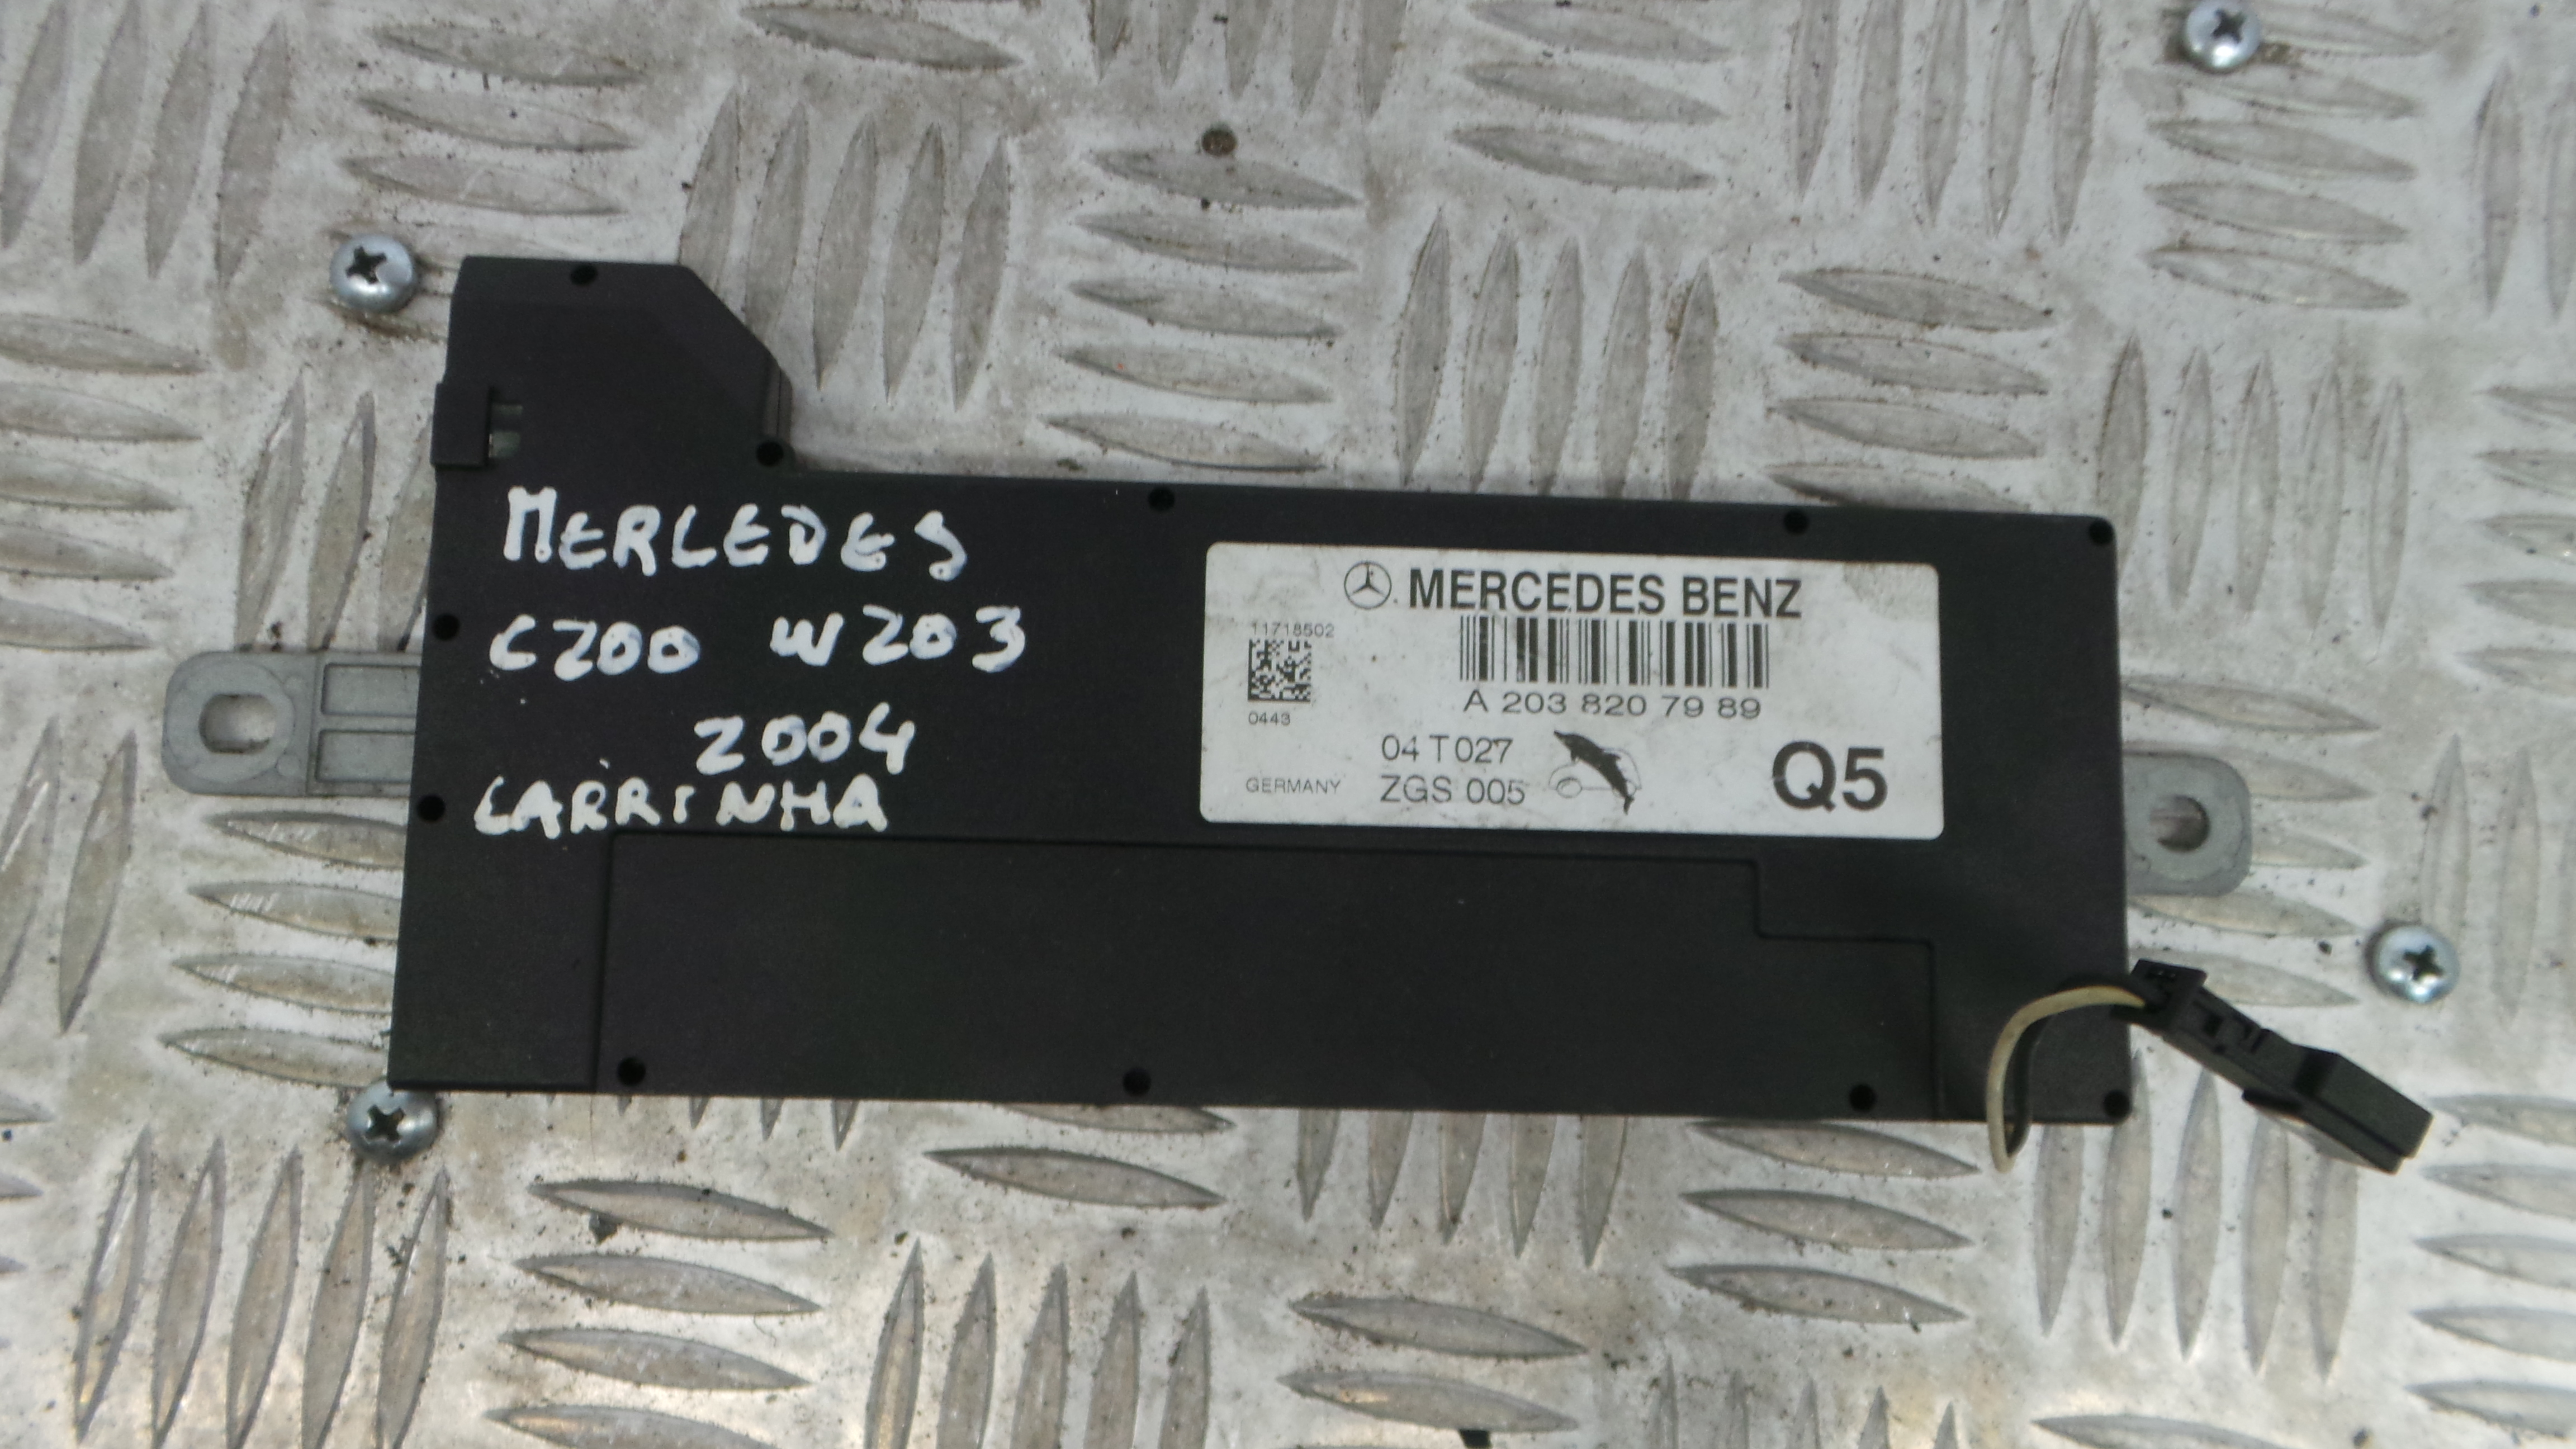 MERCEDES
C200 W203
2004
CARRINHA
MERCEDES BENZ
11718502
A 203 820 79 89
0443
04 T 027
GERMANY
ZGS 005
Q5